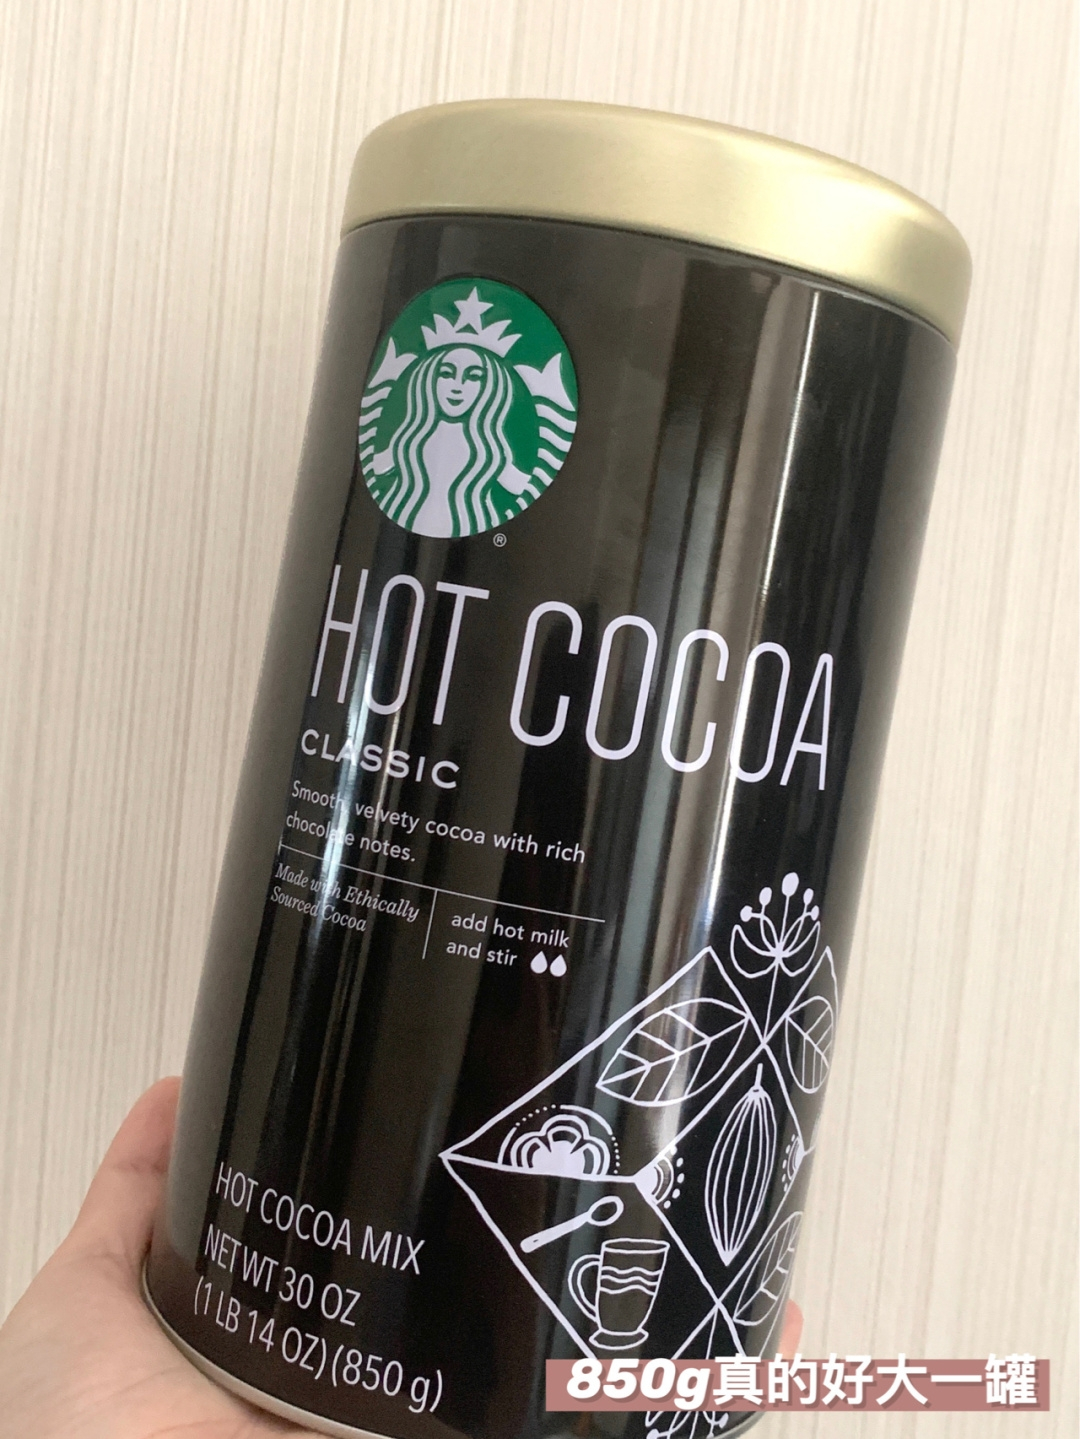 ®
HOT COCOA
CLASSIC
Smooth, velvety cocoa with rich
chocolate notes.
Made with Ethically
Sourced Cocoa
add hot milk
and stir
HOT COCOA MIX
NET WT 30 OZ
(1 LB 14 OZ) (850 g)
850g真的好大一罐